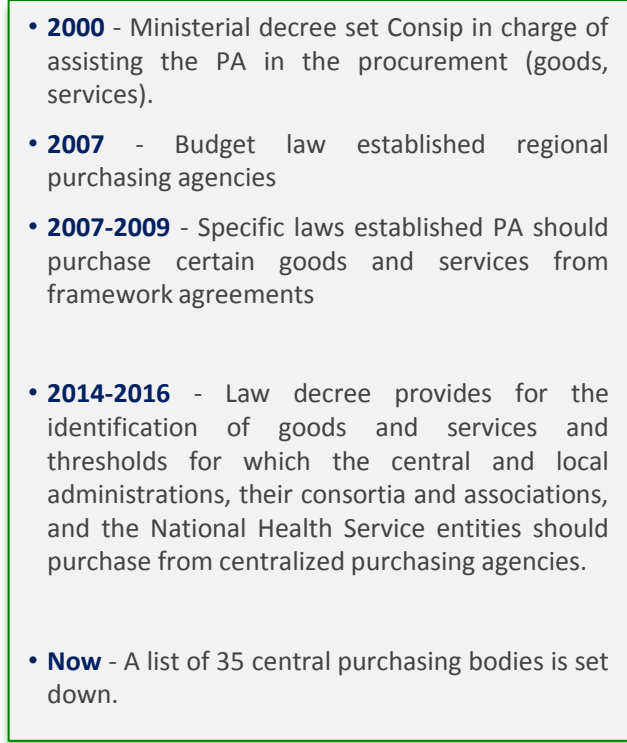 • 2000 - Ministerial decree set Consip in charge of
assisting the PA in the procurement (goods,
services).
• 2007 - Budget law established regional
purchasing agencies
• 2007-2009 - Specific laws established PA should
purchase certain goods and services from
framework agreements
• 2014-2016 - Law decree provides for the
identification of goods and services and
thresholds for which the central and local
administrations, their consortia and associations,
and the National Health Service entities should
purchase from centralized purchasing agencies.
• Now - A list of 35 central purchasing bodies is set
down.